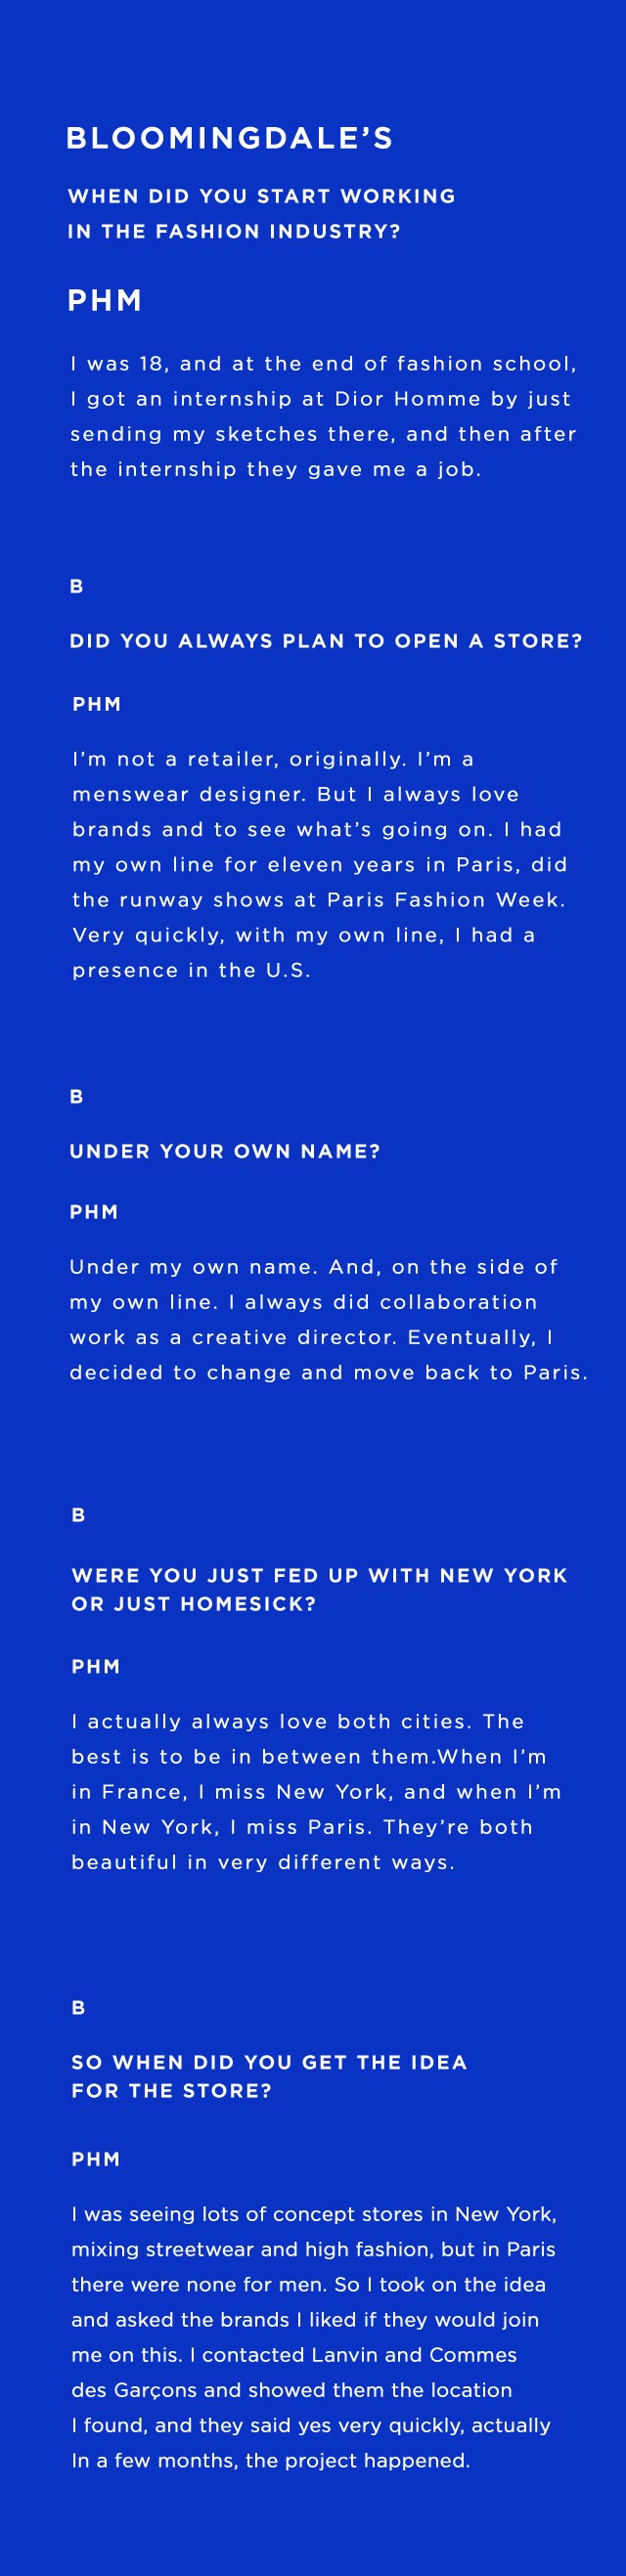 BLOOMINGDALE’S
WHEN DID YOU START WORKING
IN THE FASHION INDUSTRY?
PHM
I was 18, and at the end of fashion school,
I got an internship at Dior Homme by just
sending my sketches there, and then after
the internship they gave me a job.
B
DID YOU ALWAYS PLAN TO OPEN A STORE?
PHM
I’m not a retailer, originally. I’m a
menswear designer. But I always love
brands and to see what’s going on. I had
my own line for eleven years in Paris, did
the runway shows at Paris Fashion Week.
Very quickly, with my own line, I had a
presence in the U.S.
B
UNDER YOUR OWN NAME?
PHM
Under my own name. And, on the side of
my own line. I always did collaboration
work as a creative director. Eventually, I
decided to change and move back to Paris.
B
WERE YOU JUST FED UP WITH NEW YORK
OR JUST HOMESICK?
PHM
I actually always love both cities. The
best is to be in between them.When I’m
in France, I miss New York, and when I’m
in New York, I miss Paris. They’re both
beautiful in very different ways.
B
SO WHEN DID YOU GET THE IDEA
FOR THE STORE?
PHM
I was seeing lots of concept stores in New York,
mixing streetwear and high fashion, but in Paris
there were none for men. So I took on the idea
and asked the brands I liked if they would join
me on this. I contacted Lanvin and Commes
des Garçons and showed them the location
I found, and they said yes very quickly, actually
In a few months, the project happened.